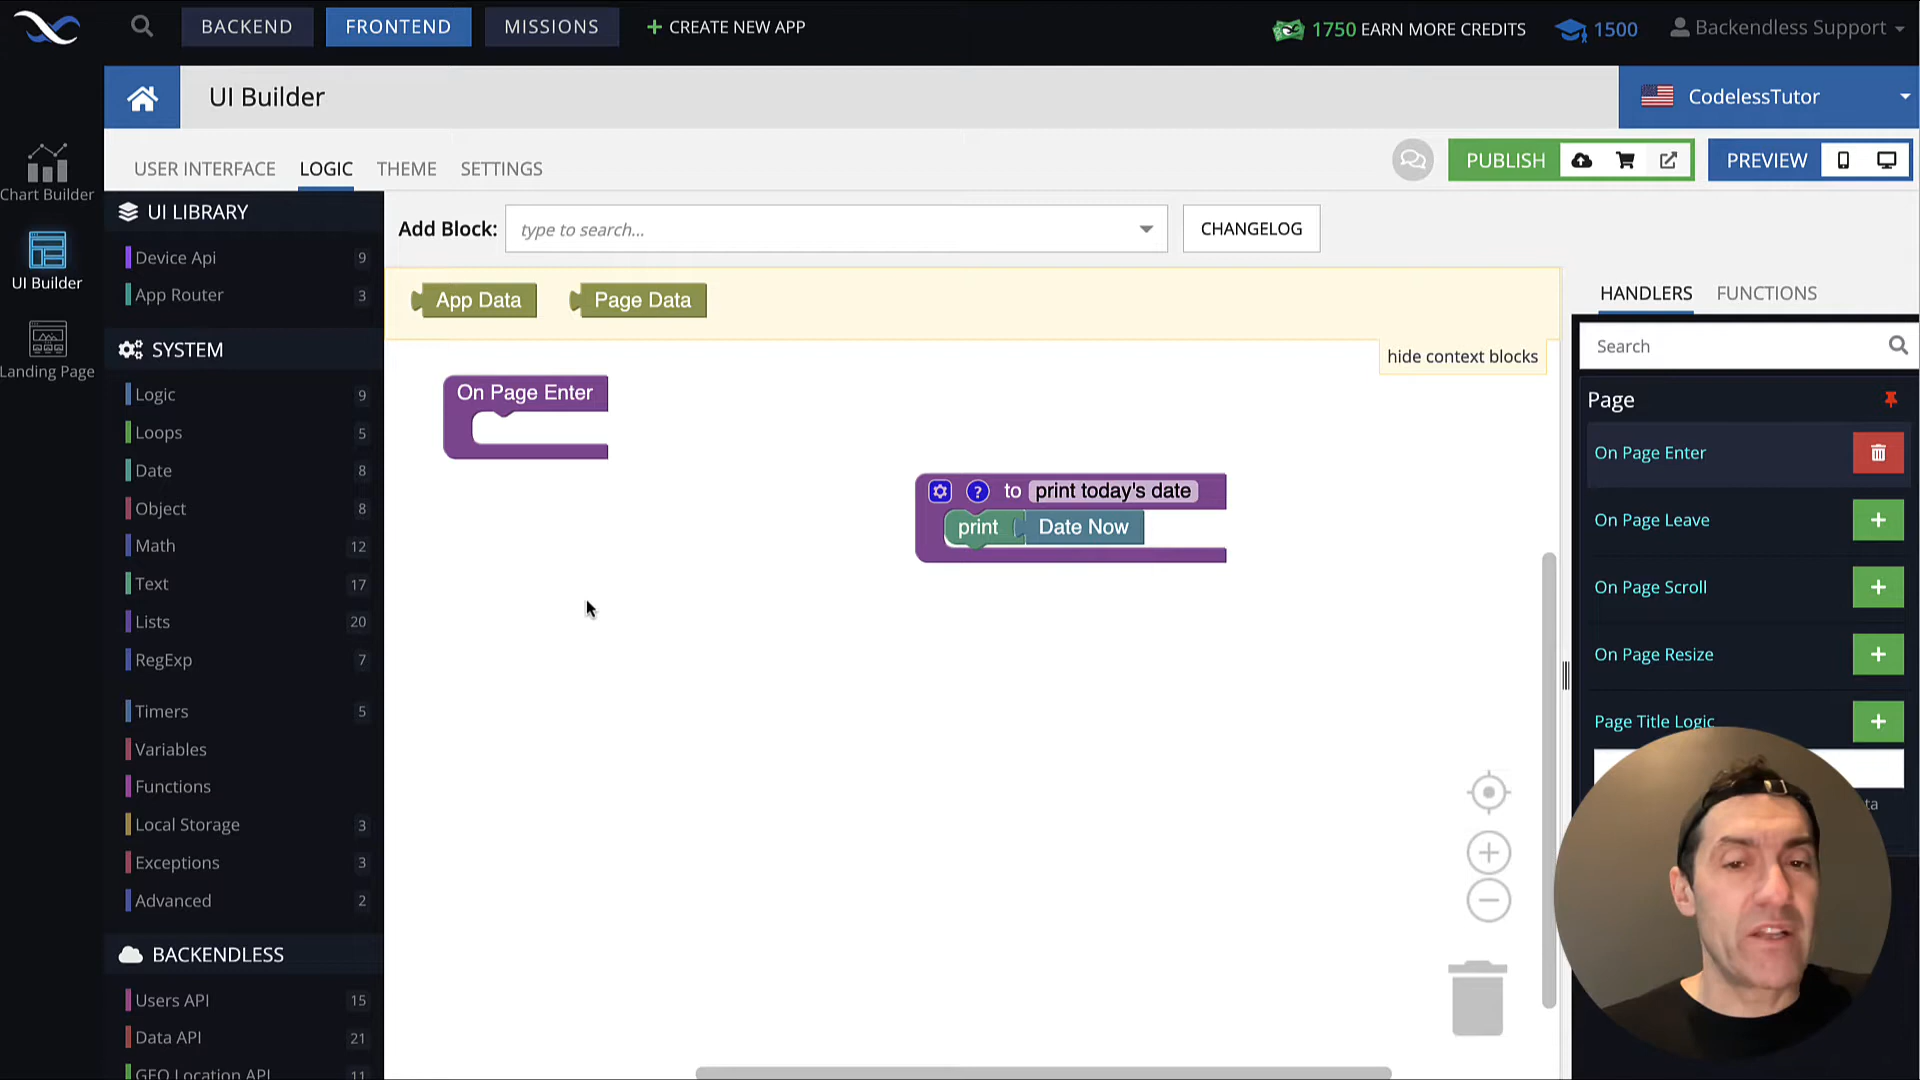 BACKEND
FRONTEND
MISSIONS
CREATE NEW APP
1750 EARN MORE CREDITS
1500
Backendless Support
UI Builder
CodelessTutor
USER INTERFACE
LOGIC
THEME
SETTINGS
PUBLISH
PREVIEW
Chart Builder
UI Builder
Landing Page
UI LIBRARY
Device Api 9
App Router 3
SYSTEM
Logic 9
Loops 5
Date 8
Object 8
Math 12
Text 17
Lists 20
RegExp 7
Timers 5
Variables
Functions
Local Storage 3
Exceptions 3
Advanced 2
BACKENDLESS
Users API 15
Data API 21
GEO Location API 11
Add Block:
type to search...
CHANGELOG
App Data
Page Data
hide context blocks
On Page Enter
? to print today's date
print Date Now
HANDLERS
FUNCTIONS
Search
Page
On Page Enter
On Page Leave
On Page Scroll
On Page Resize
Page Title Logic